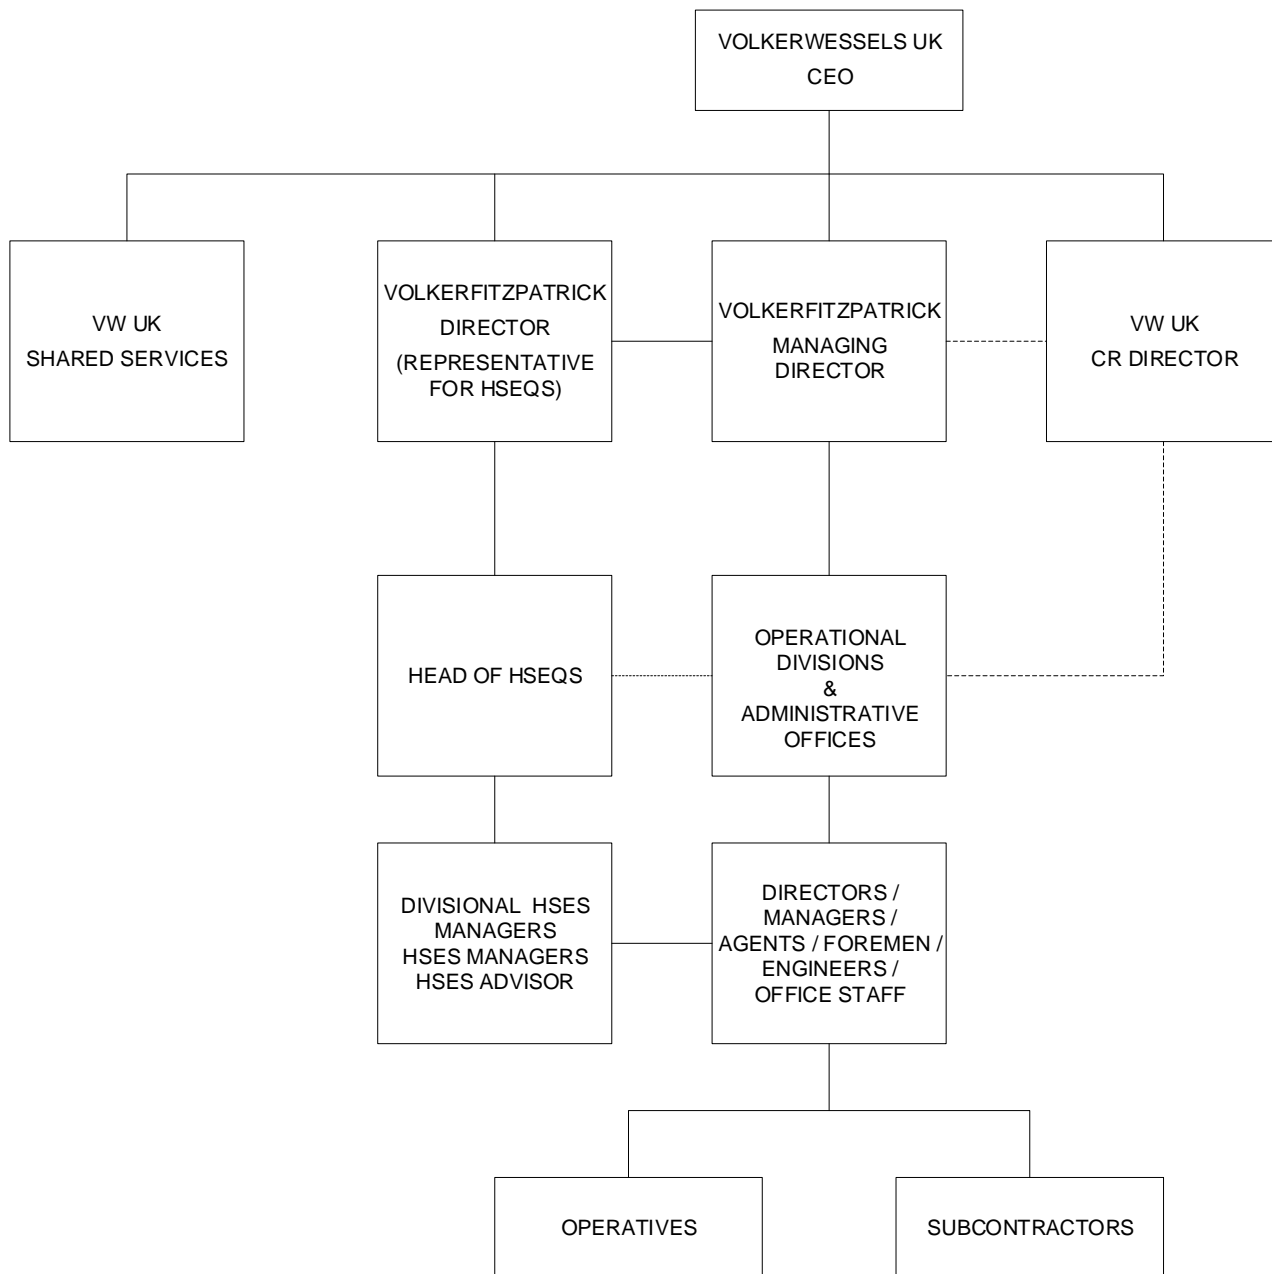 VOLKERWESSELS UK
CEO
VW UK
SHARED SERVICES
VOLKERFITZPATRICK
DIRECTOR
(REPRESENTATIVE
FOR HSEQS)
VOLKERFITZPATRICK
MANAGING
DIRECTOR
VW UK
CR DIRECTOR
HEAD OF HSEQS
OPERATIONAL
DIVISIONS
&
ADMINISTRATIVE
OFFICES
DIVISIONAL HSES
MANAGERS
HSES MANAGERS
HSES ADVISOR
DIRECTORS /
MANAGERS /
AGENTS / FOREMEN /
ENGINEERS /
OFFICE STAFF
OPERATIVES
SUBCONTRACTORS